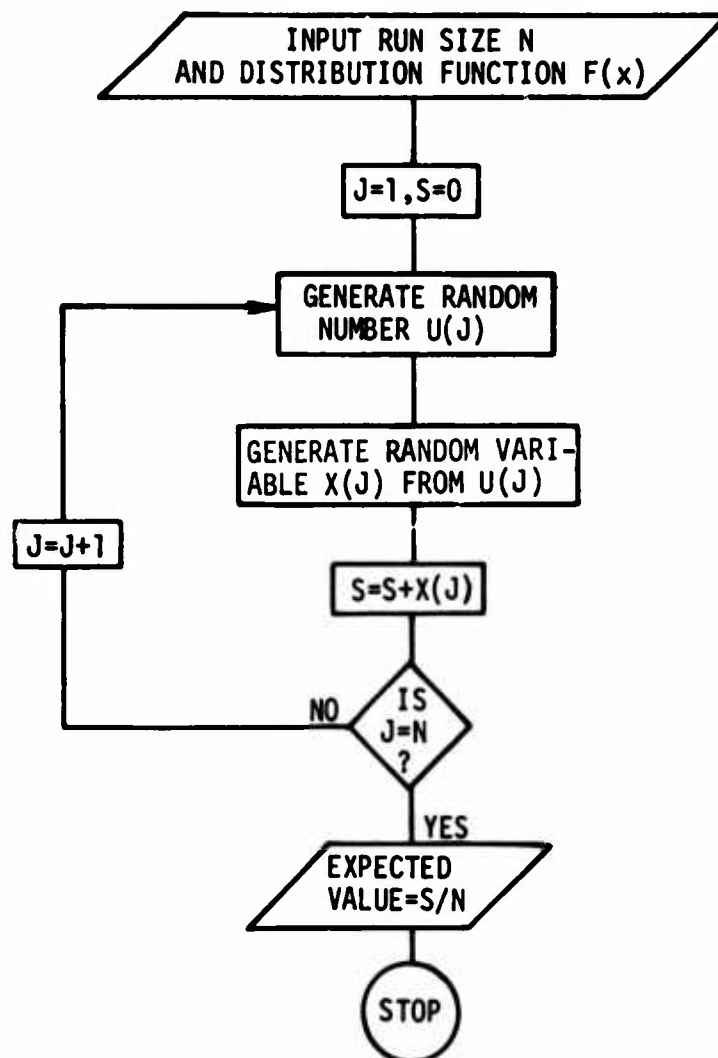 INPUT RUN SIZE N
AND DISTRIBUTION FUNCTION F(x)
J=1,S=0
GENERATE RANDOM
NUMBER U(J)
GENERATE RANDOM VARI-
ABLE X(J) FROM U(J)
J=J+1
S=S+X(J)
IS
J=N
?
NO
YES
EXPECTED
VALUE=S/N
STOP